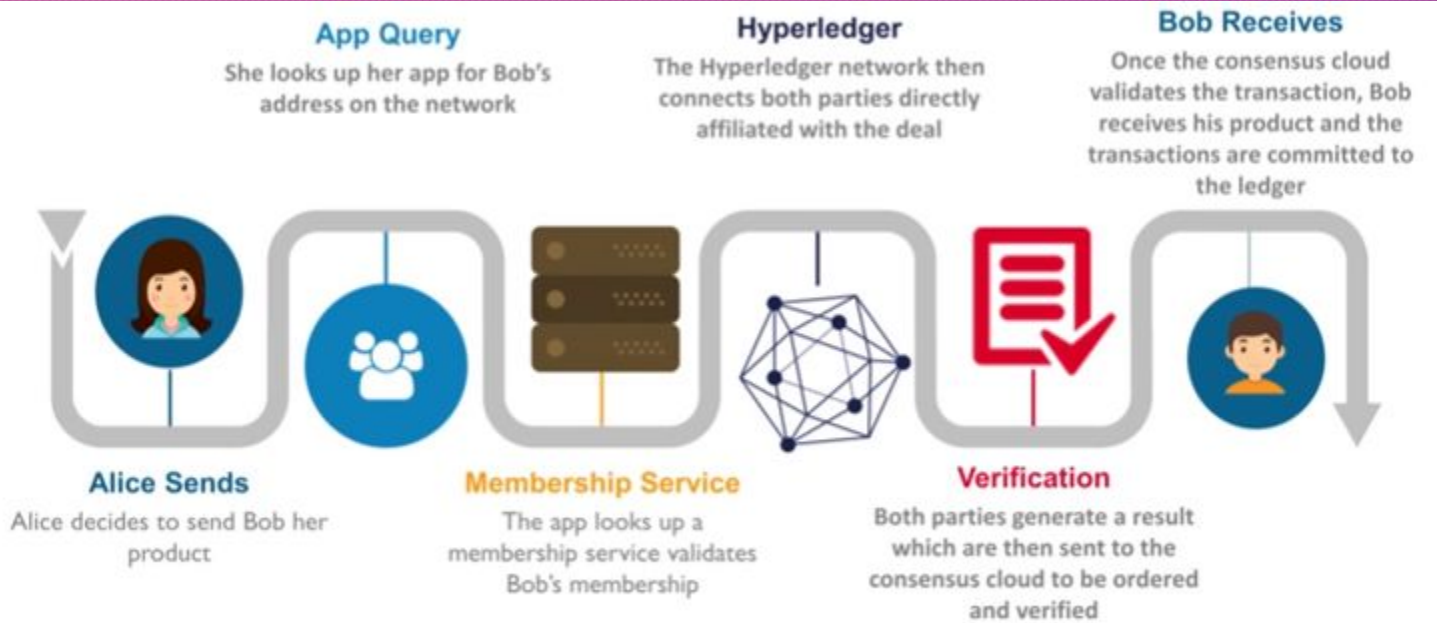 Alice Sends
Alice decides to send Bob her
product
App Query
She looks up her app for Bob's
address on the network
Membership Service
The app looks up a
membership service validates
Bob's membership
Hyperledger
The Hyperledger network then
connects both parties directly
affiliated with the deal
Verification
Both parties generate a result
which are then sent to the
consensus cloud to be ordered
and verified
Bob Receives
Once the consensus cloud
validates the transaction, Bob
receives his product and the
transactions are committed to
the ledger